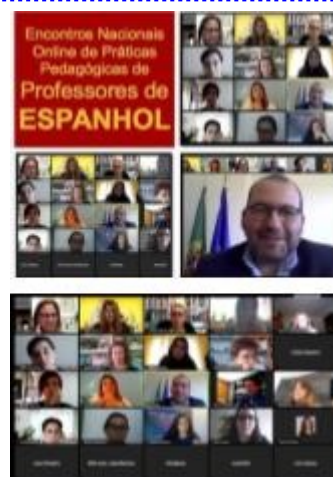 Encontros Nacionais
Online de Práticas
Pedagógicas de
Professores de
ESPANHOL